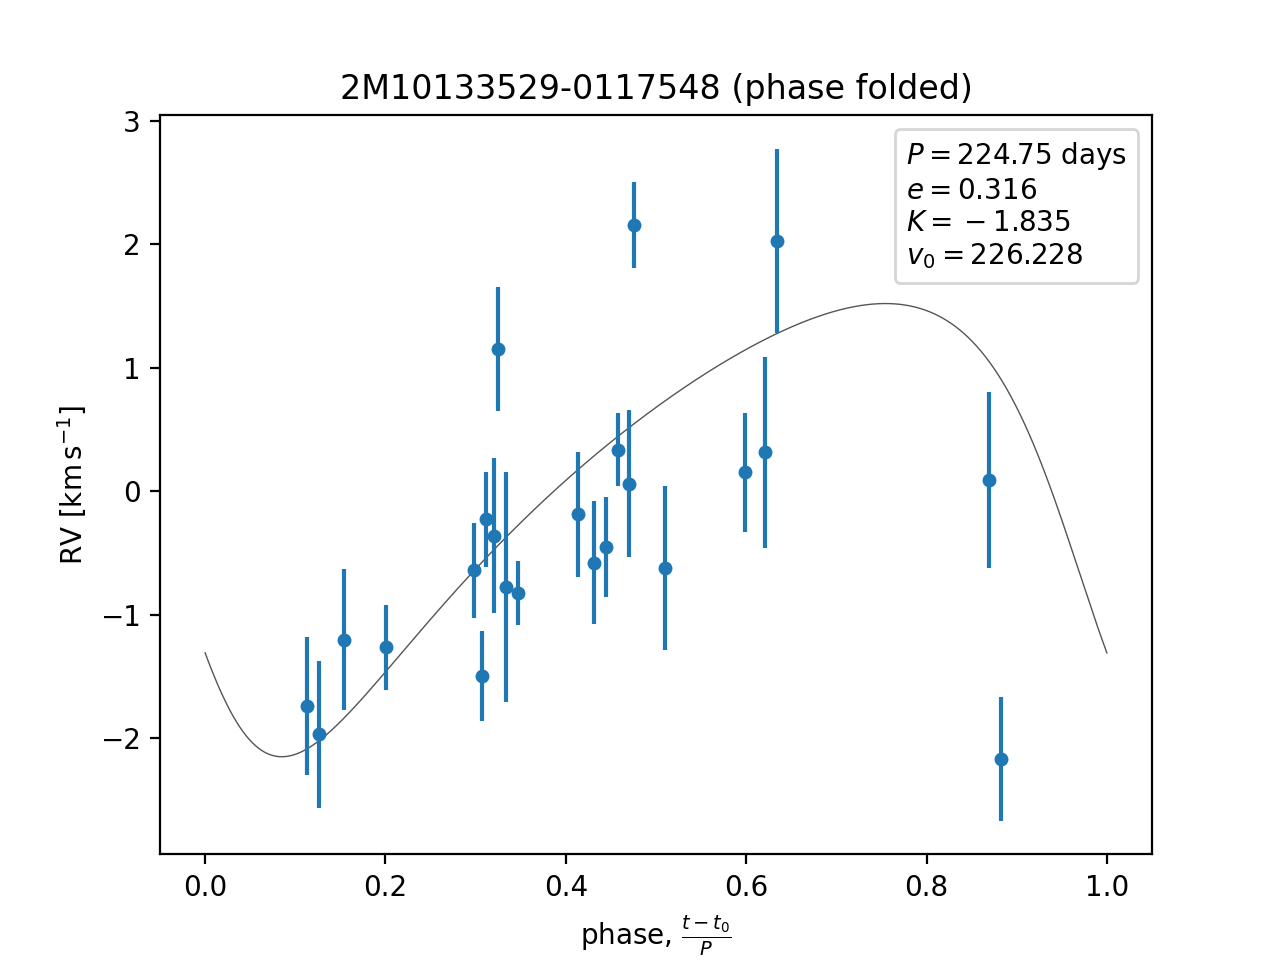 2M10133529-0117548 (phase folded)
P = 224.75 days
e = 0.316
K = −1.835
v₀ = 226.228
3
2
1
0
−1
−2
RV [km s⁻¹]
0.0 0.2 0.4 0.6 0.8 1.0
phase, (t − t₀)/P